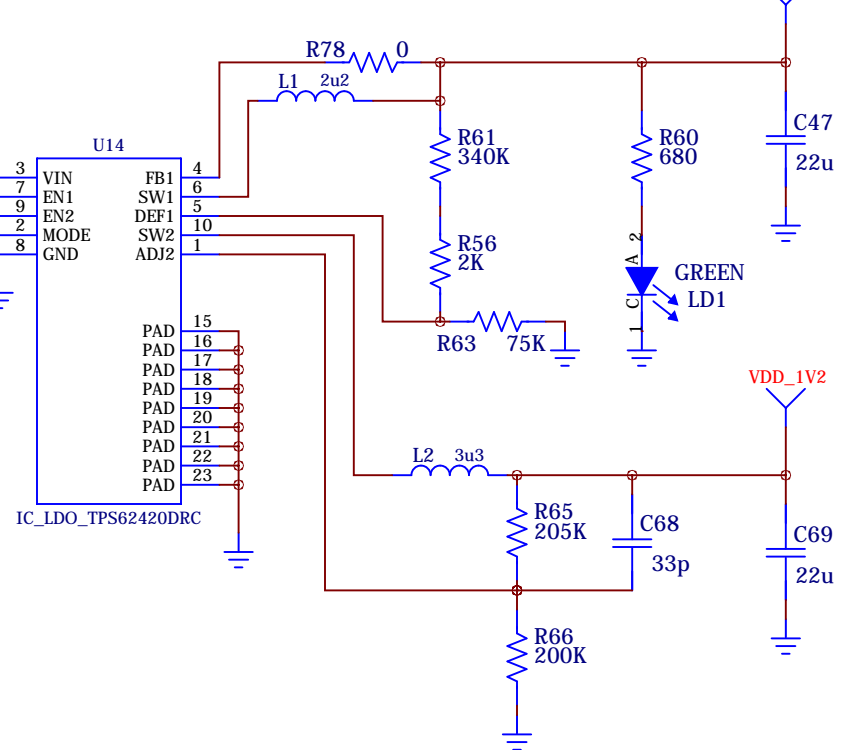 R78 0
L1 2u2
R61
340K
R60
680
C47
22u
U14
3 VIN FB1 4
7 EN1 SW1 6
9 EN2 DEF1 5
2 MODE SW2 10
8 GND ADJ2 1
R56
2K
2
A
GREEN
LD1
C
1
R63 75K
PAD 15
PAD 16
PAD 17
PAD 18
PAD 19
PAD 20
PAD 21
PAD 22
PAD 23
IC_LDO_TPS62420DRC
VDD_1V2
L2 3u3
R65
205K
C68
33p
C69
22u
R66
200K